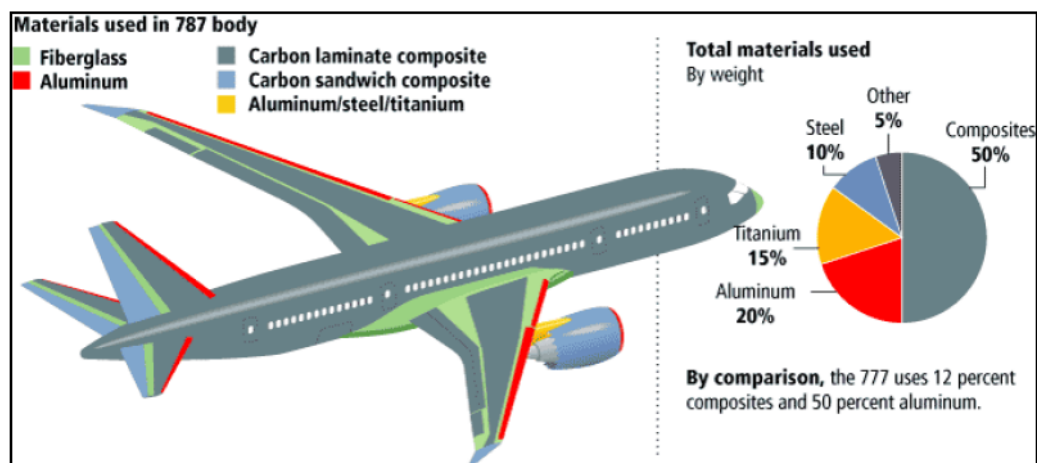 Materials used in 787 body
Fiberglass
Aluminum
Carbon laminate composite
Carbon sandwich composite
Aluminum/steel/titanium
Total materials used
By weight
Other
5%
Steel
10%
Composites
50%
Titanium
15%
Aluminum
20%
By comparison, the 777 uses 12 percent
composites and 50 percent aluminum.